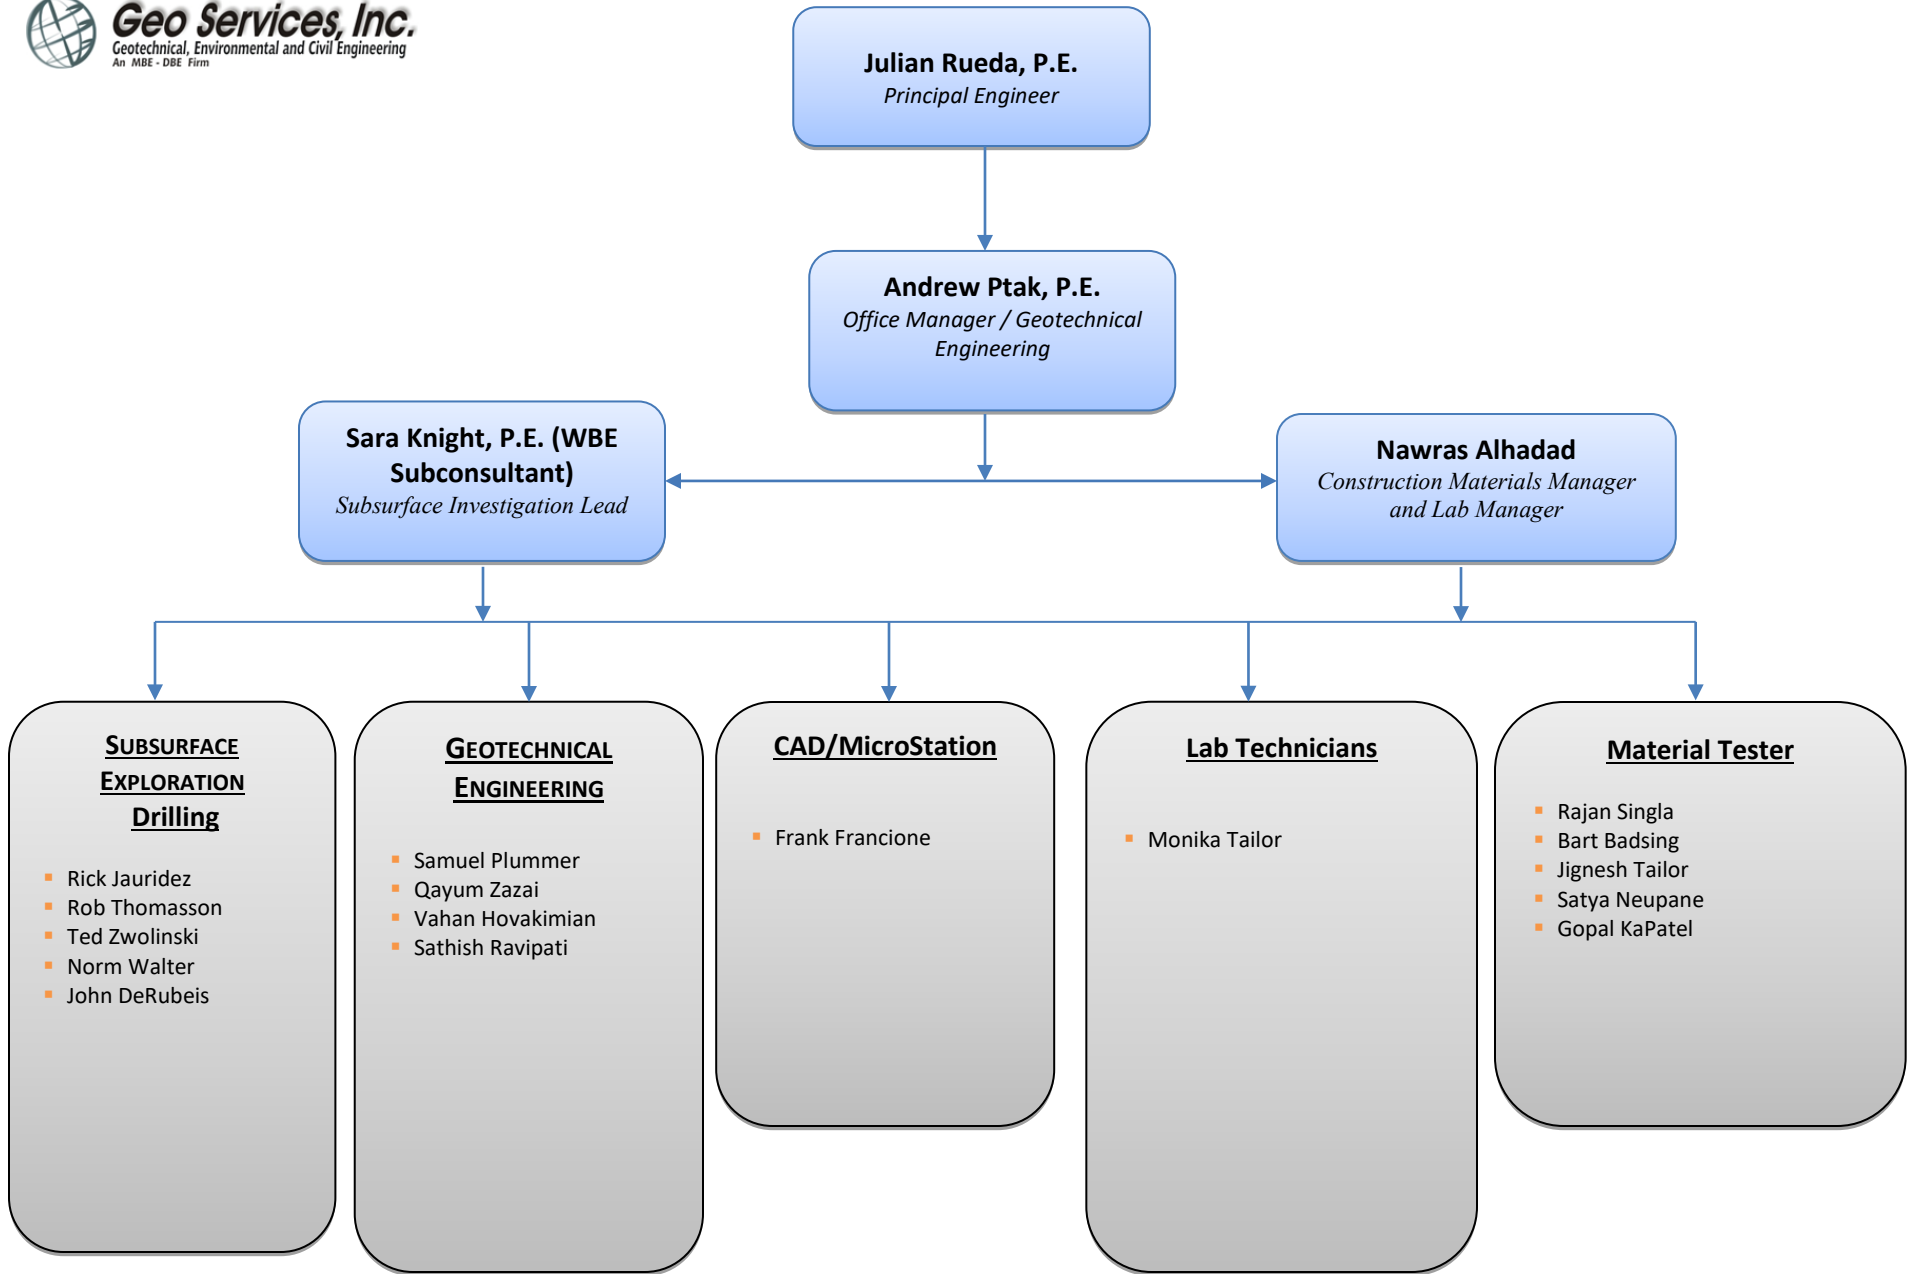 Geo Services, Inc.
Geotechnical, Environmental and Civil Engineering
An MBE - DBE Firm
Julian Rueda, P.E.
Principal Engineer
Andrew Ptak, P.E.
Office Manager / Geotechnical
Engineering
Sara Knight, P.E. (WBE
Subconsultant)
Subsurface Investigation Lead
Nawras Alhadad
Construction Materials Manager
and Lab Manager
SUBSURFACE
EXPLORATION
Drilling
Rick Jauridez
Rob Thomasson
Ted Zwolinski
Norm Walter
John DeRubeis
GEOTECHNICAL
ENGINEERING
Samuel Plummer
Qayum Zazai
Vahan Hovakimian
Sathish Ravipati
CAD/MicroStation
Frank Francione
Lab Technicians
Monika Tailor
Material Tester
Rajan Singla
Bart Badsing
Jignesh Tailor
Satya Neupane
Gopal KaPatel